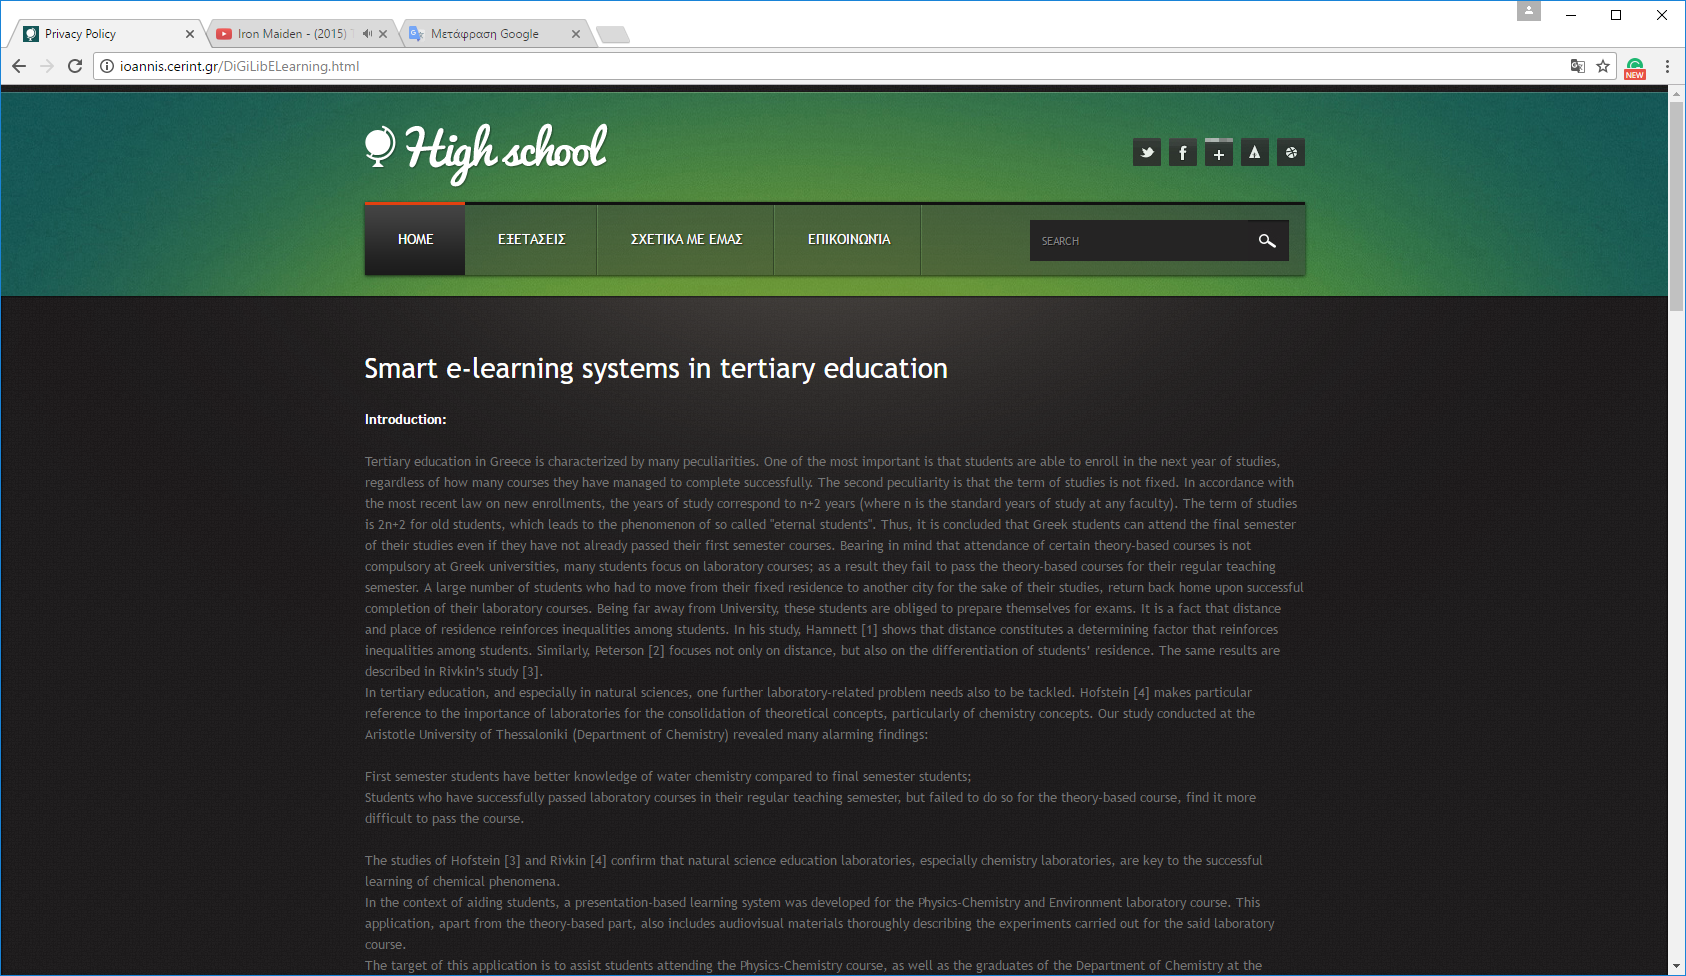 Privacy Policy
Iron Maiden - (2015)
Μετάφραση Google
ioannis.cerint.gr/DiGiLibELearning.html
NEW
High school
HOME
ΕΞΕΤΑΣΕΙΣ
ΣΧΕΤΙΚΑ ΜΕ ΕΜΑΣ
ΕΠΙΚΟΙΝΩΝΊΑ
SEARCH
Smart e-learning systems in tertiary education
Introduction:
Tertiary education in Greece is characterized by many peculiarities. One of the most important is that students are able to enroll in the next year of studies,
regardless of how many courses they have managed to complete successfully. The second peculiarity is that the term of studies is not fixed. In accordance with
the most recent law on new enrollments, the years of study correspond to n+2 years (where n is the standard years of study at any faculty). The term of studies
is 2n+2 for old students, which leads to the phenomenon of so called "eternal students". Thus, it is concluded that Greek students can attend the final semester
of their studies even if they have not already passed their first semester courses. Bearing in mind that attendance of certain theory-based courses is not
compulsory at Greek universities, many students focus on laboratory courses; as a result they fail to pass the theory-based courses for their regular teaching
semester. A large number of students who had to move from their fixed residence to another city for the sake of their studies, return back home upon successful
completion of their laboratory courses. Being far away from University, these students are obliged to prepare themselves for exams. It is a fact that distance
and place of residence reinforces inequalities among students. In his study, Hamnett [1] shows that distance constitutes a determining factor that reinforces
inequalities among students. Similarly, Peterson [2] focuses not only on distance, but also on the differentiation of students’ residence. The same results are
described in Rivkin’s study [3].
In tertiary education, and especially in natural sciences, one further laboratory-related problem needs also to be tackled. Hofstein [4] makes particular
reference to the importance of laboratories for the consolidation of theoretical concepts, particularly of chemistry concepts. Our study conducted at the
Aristotle University of Thessaloniki (Department of Chemistry) revealed many alarming findings:
First semester students have better knowledge of water chemistry compared to final semester students;
Students who have successfully passed laboratory courses in their regular teaching semester, but failed to do so for the theory-based course, find it more
difficult to pass the course.
The studies of Hofstein [3] and Rivkin [4] confirm that natural science education laboratories, especially chemistry laboratories, are key to the successful
learning of chemical phenomena.
In the context of aiding students, a presentation-based learning system was developed for the Physics-Chemistry and Environment laboratory course. This
application, apart from the theory-based part, also includes audiovisual materials thoroughly describing the experiments carried out for the said laboratory
course.
The target of this application is to assist students attending the Physics-Chemistry course, as well as the graduates of the Department of Chemistry at the